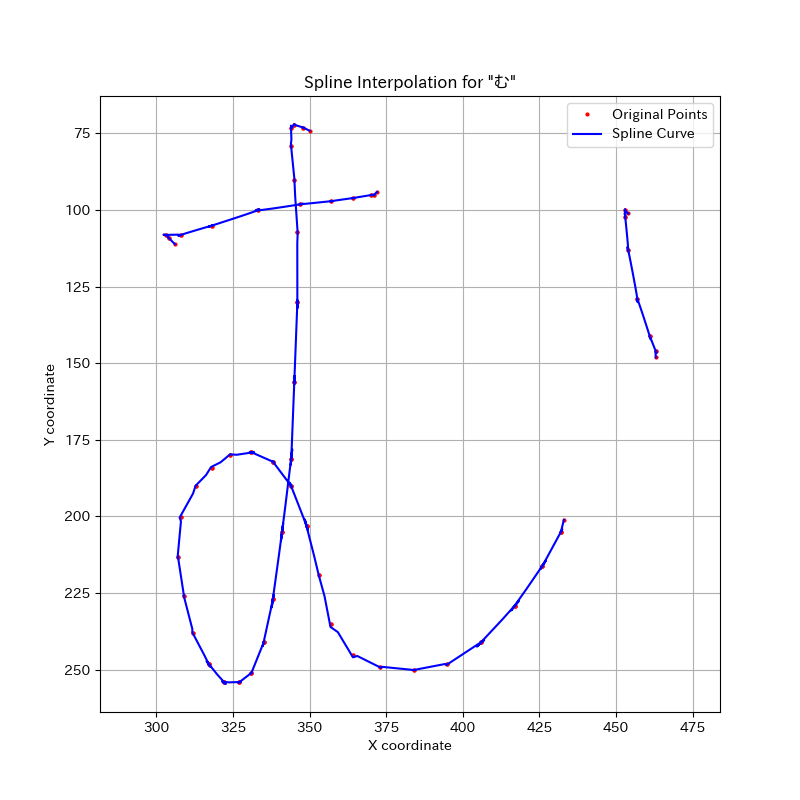 Spline Interpolation for "む"
Original Points
Spline Curve
75
100
125
150
175
200
225
250
Y coordinate
300 325 350 375 400 425 450 475
X coordinate